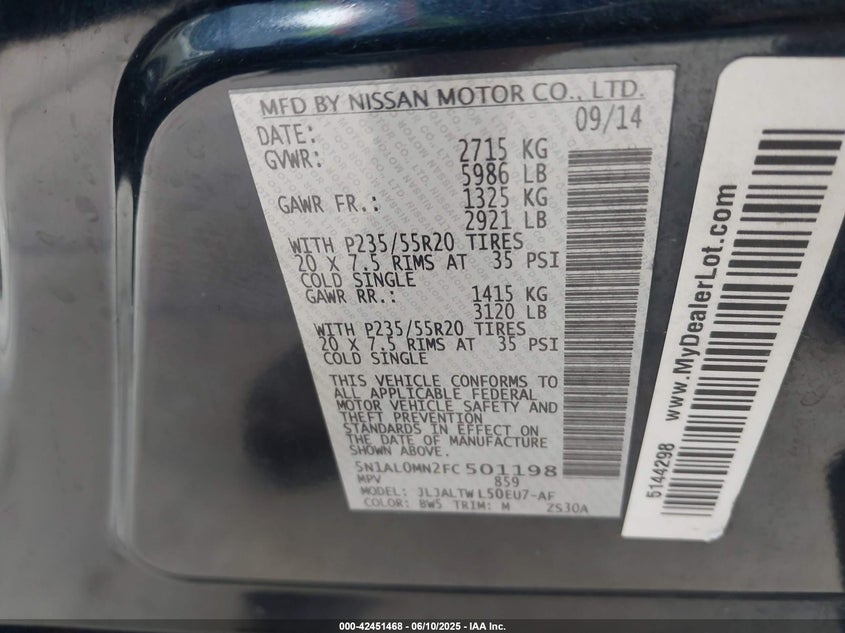 MFD BY NISSAN MOTOR CO., LTD.
DATE: 09/14
GVWR: 2715 KG
5986 LB
GAWR FR.: 1325 KG
2921 LB
WITH P235/55R20 TIRES
20 X 7.5 RIMS AT 35 PSI
COLD SINGLE
GAWR RR.: 1415 KG
3120 LB
WITH P235/55R20 TIRES
20 X 7.5 RIMS AT 35 PSI
COLD SINGLE
THIS VEHICLE CONFORMS TO
ALL APPLICABLE FEDERAL
MOTOR VEHICLE SAFETY AND
THEFT PREVENTION
STANDARDS IN EFFECT ON
THE DATE OF MANUFACTURE
SHOWN ABOVE.
5N1AL0MN2FC501198
MPV 859
MODEL: JLJALTWL50EU7-AF
COLOR: BW5 TRIM: M ZS30A
5144298 www.MyDealerLot.com
000-42451468 - 06/10/2025 - IAA Inc.